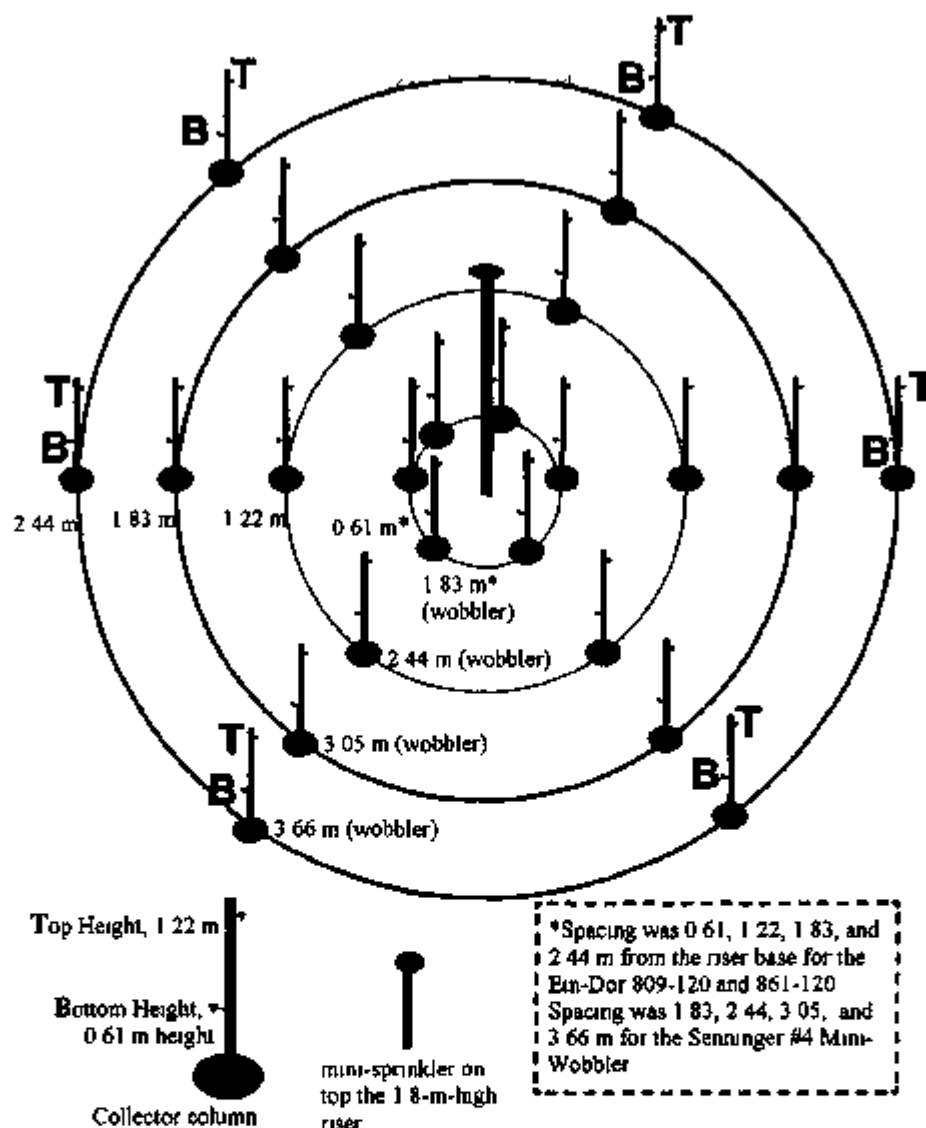 T
B
T
B
T
B
T
B
2 44 m
1 83 m
1 22 m
0 61 m*
1 83 m*
(wobbler)
2 44 m (wobbler)
T
B
3 05 m (wobbler)
T
B
3 66 m (wobbler)
Top Height, 1 22 m
Bottom Height,
0 61 m height
Collector column
mini-sprinkler on
top the 1 8-m-high
riser
*Spacing was 0 61, 1 22, 1 83, and
2 44 m from the riser base for the
Ein-Dor 809-120 and 861-120
Spacing was 1 83, 2 44, 3 05, and
3 66 m for the Senninger #4 Mini-
Wobbler